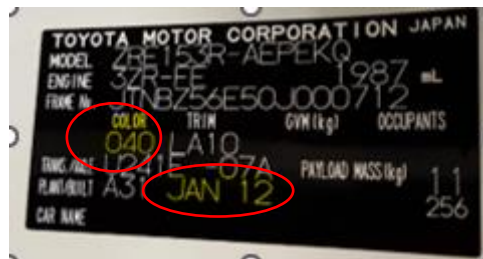 TOYOTA MOTOR CORPORATION JAPAN
MODEL ZRE153R-AEPEKQ
ENGINE 3ZR-FE 1987 mL
FRAME No JTNBZ56E50J000712
COLOR TRIM GVM(kg) OCCUPANTS
040 LA10
TRANS./AXLE U241E -07A PAYLOAD MASS(kg) 11
PLANT/BUILT A31 JAN 12 256
CAR NAME